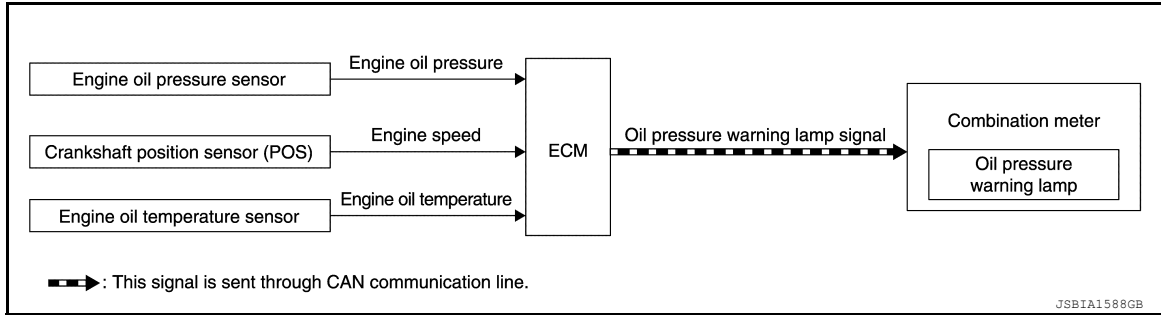 Engine oil pressure sensor
Engine oil pressure
Crankshaft position sensor (POS)
Engine speed
Engine oil temperature sensor
Engine oil temperature
ECM
Oil pressure warning lamp signal
Combination meter
Oil pressure
warning lamp
: This signal is sent through CAN communication line.
JSBIA1588GB